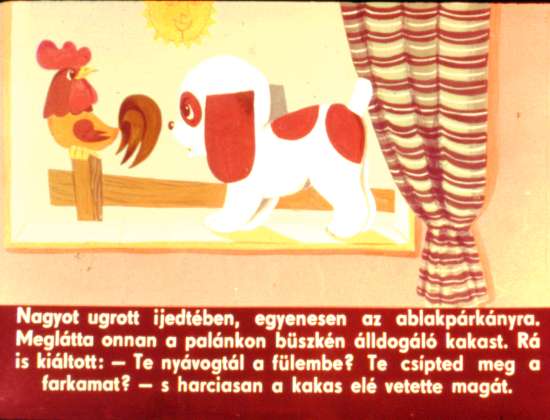 Nagyot ugrott ijedtében, egyenesen az ablakpárkányra.
Meglátta onnan a palánkon büszkén álldogáló kakast. Rá
is kiáltott: — Te nyávogtál a fülembe? Te csípted meg a
farkamat? — s harciasan a kakas elé vetette magát.